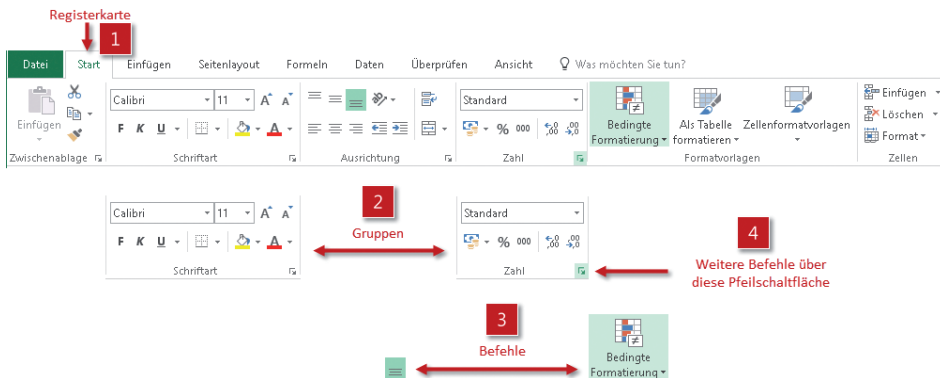 Registerkarte
1
Datei Start Einfügen Seitenlayout Formeln Daten Überprüfen Ansicht Was möchten Sie tun?
Calibri 11 A A Standard Einfügen
Einfügen Löschen
F K U A % 000 Bedingte Als Tabelle Zellenformatvorlagen Format
Formatierung formatieren
Zwischenablage Schriftart Ausrichtung Zahl Formatvorlagen Zellen
Calibri 11 A A 2 Standard
F K U A Gruppen % 000 4
Schriftart Zahl Weitere Befehle über
diese Pfeilschaltfläche
3
Befehle Bedingte
Formatierung